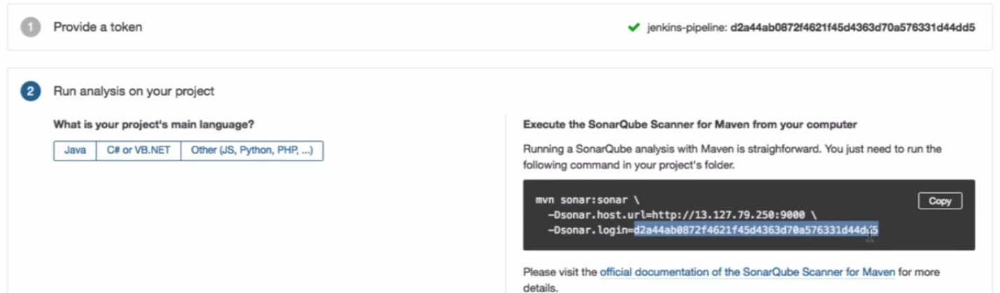 1 Provide a token
jenkins-pipeline: d2a44ab0872f4621f45d4363d70a576331d44dd5
2 Run analysis on your project
What is your project's main language?
Java C# or VB.NET Other (JS, Python, PHP, ...)
Execute the SonarQube Scanner for Maven from your computer
Running a SonarQube analysis with Maven is straighforward. You just need to run the
following command in your project's folder.
mvn sonar:sonar \
Copy
-Dsonar.host.url=http://13.127.79.250:9000 \
-Dsonar.login=d2a44ab0872f4621f45d4363d70a576331d44dd5
Please visit the official documentation of the SonarQube Scanner for Maven for more
details.